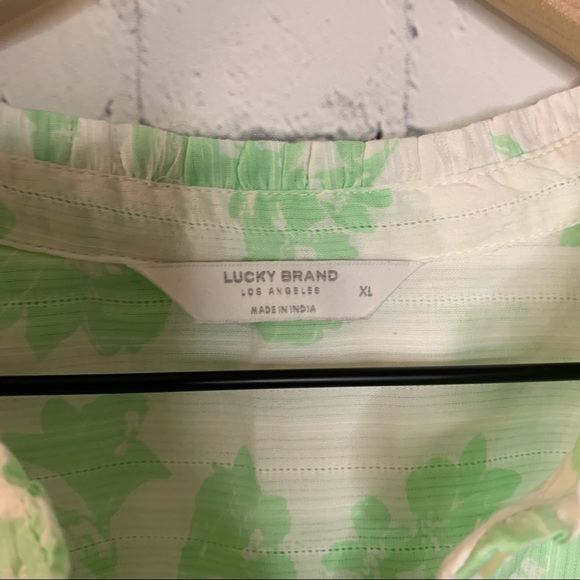 LUCKY BRAND
LOS ANGELES XL
MADE IN INDIA